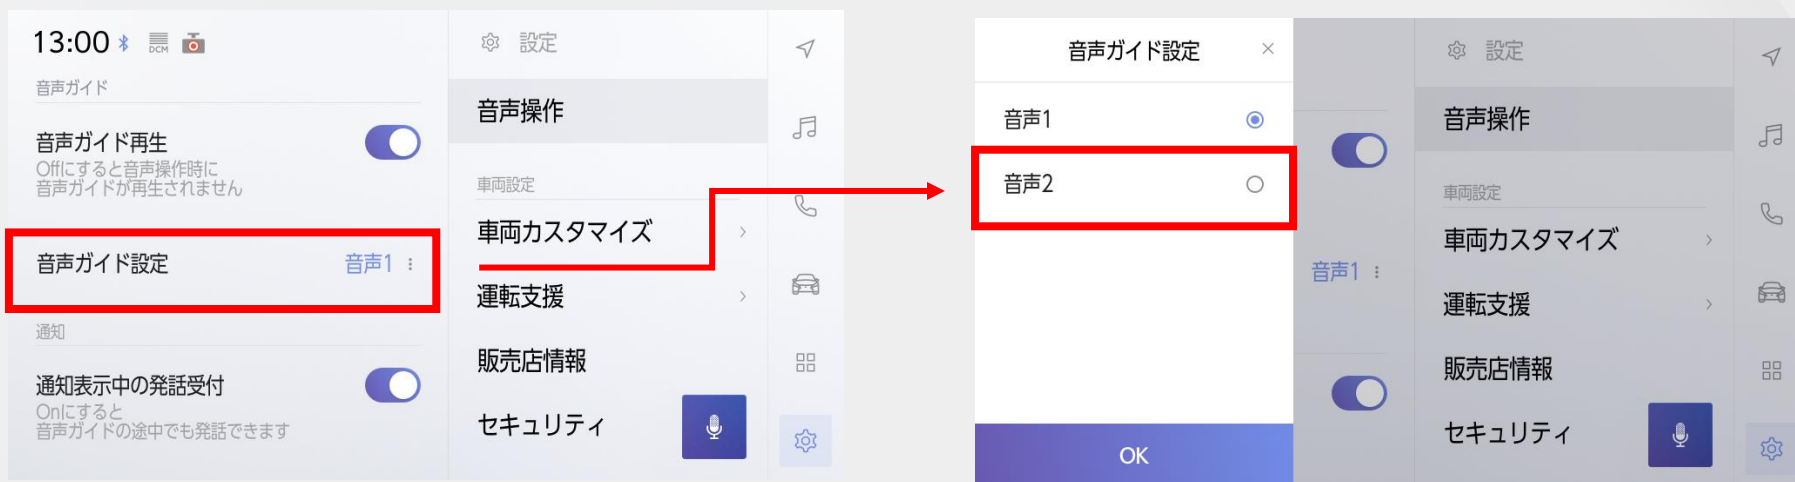 13:00
DCM
音声ガイド
音声ガイド再生
Offにすると音声操作時に
音声ガイドが再生されません
音声ガイド設定 音声1
通知
通知表示中の発話受付
Onにすると
音声ガイドの途中でも発話できます
設定
音声操作
車両設定
車両カスタマイズ
運転支援
販売店情報
セキュリティ
音声ガイド設定
音声1
音声2
OK
音声1
設定
音声操作
車両設定
車両カスタマイズ
運転支援
販売店情報
セキュリティ